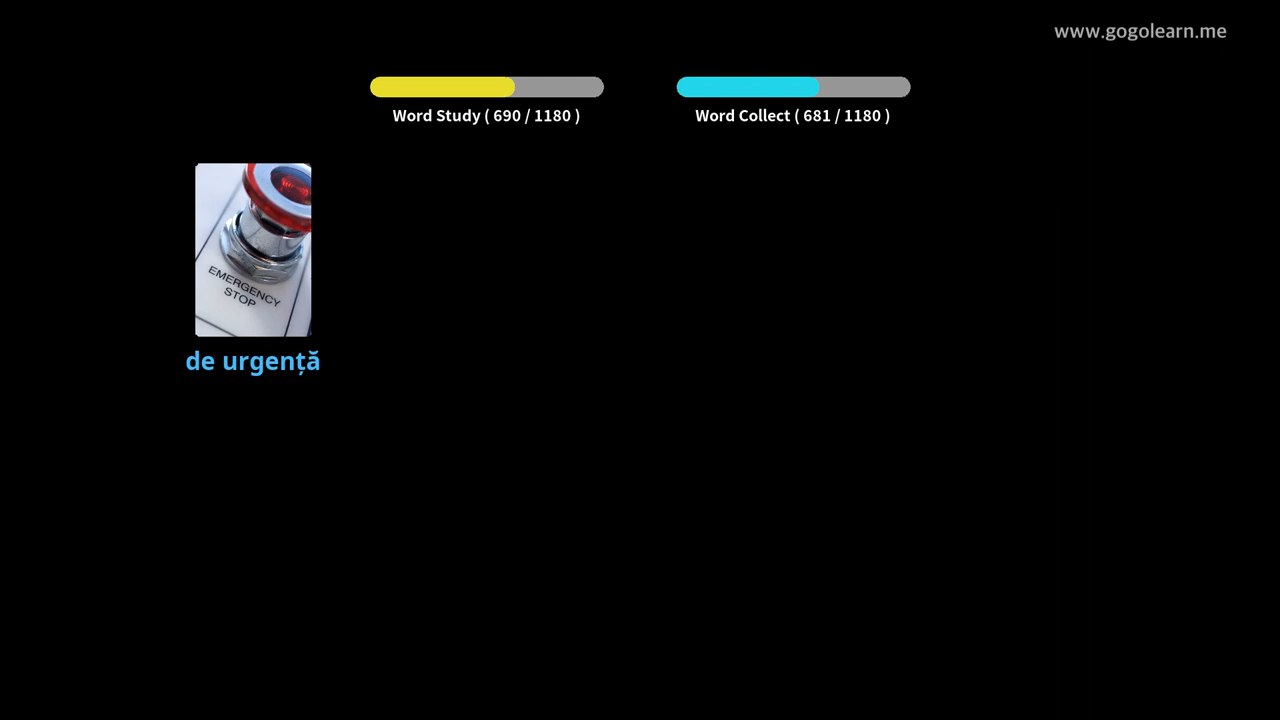 www.gogolearn.me
Word Study ( 690 / 1180 )
Word Collect ( 681 / 1180 )
EMERGENCY
STOP
de urgență